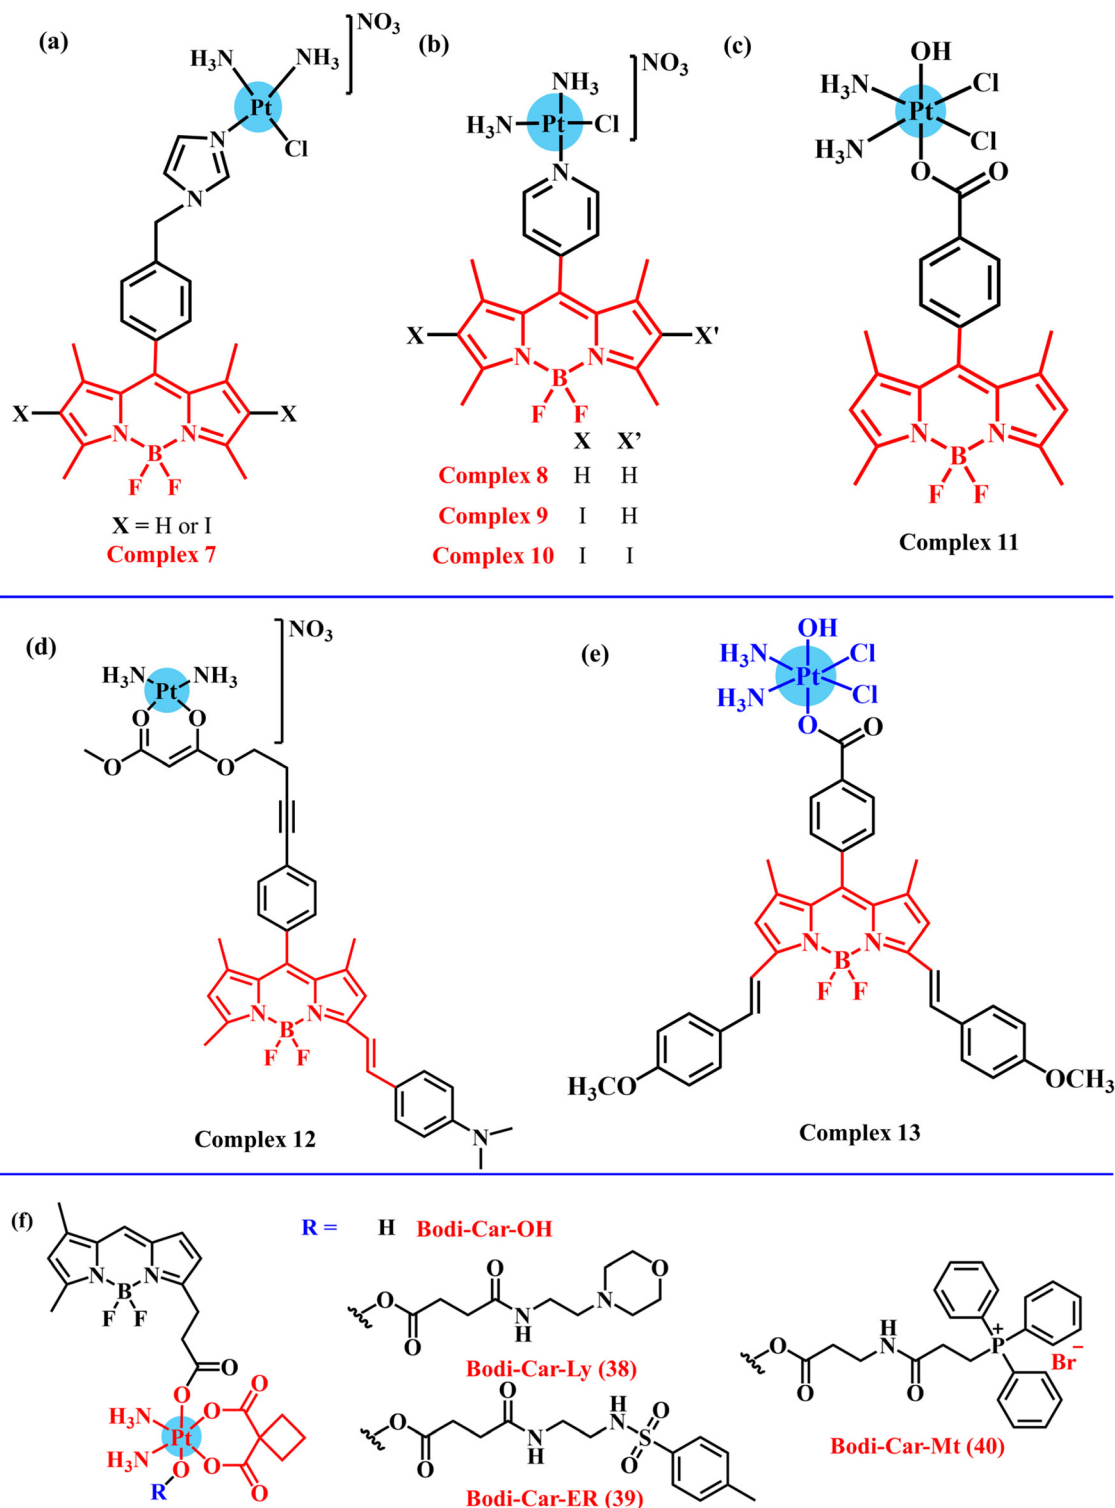 (a)
NO3
H3N
NH3
Pt
Cl
N
N
X
X
N
N
B
F
F
X = H or I
Complex 7
(b)
NO3
NH3
H3N
Pt
Cl
N
X
X'
N
N
B
F
F
X X’
Complex 8 H H
Complex 9 I H
Complex 10 I I
(c)
OH
H3N
Cl
Pt
H3N
Cl
O
O
N
N
B
F
F
Complex 11
(d)
NO3
H3N
NH3
Pt
O
O
O
O
N
N
B
F
F
N
Complex 12
(e)
OH
H3N
Cl
Pt
H3N
Cl
O
O
N
N
B
F
F
H3CO
OCH3
Complex 13
(f)
N
N
B
F
F
O
O
H3N
O
O
Pt
H3N
O
O
O
R
R = H Bodi-Car-OH
O
O
O
N
H
N
O
Bodi-Car-Ly (38)
O
O
O
N
H
H
N
O
S
O
Bodi-Car-ER (39)
O
O
H
N
O
P
+
Br
−
Bodi-Car-Mt (40)